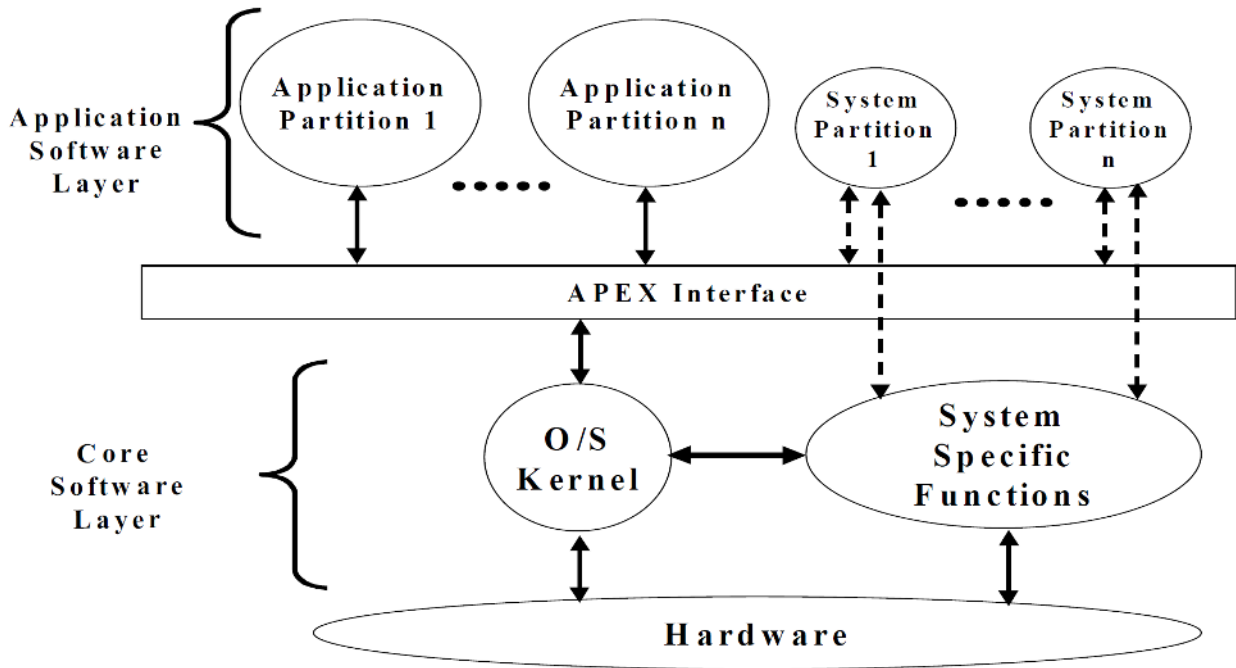 Application
Software
Layer
Application
Partition 1
Application
Partition n
System
Partition
1
System
Partition
n
APEX Interface
Core
Software
Layer
O/S
Kernel
System
Specific
Functions
Hardware